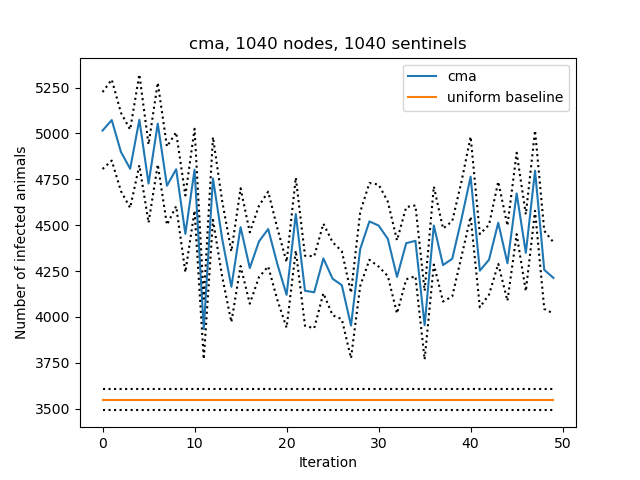 cma, 1040 nodes, 1040 sentinels
cma
uniform baseline
Number of infected animals
5250
5000
4750
4500
4250
4000
3750
3500
0 10 20 30 40 50
Iteration